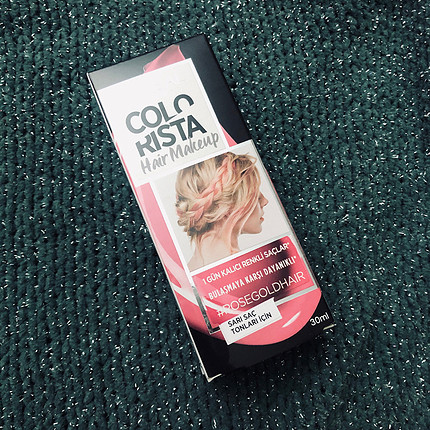 COLO
RISTA
Hair Makeup
1 GÜN KALICI RENKLİ SAÇLAR*
BULAŞMAYA KARŞI DAYANIKLI*
#ROSEGOLDHAIR
SARI SAÇ
TONLARI İÇİN
30ml